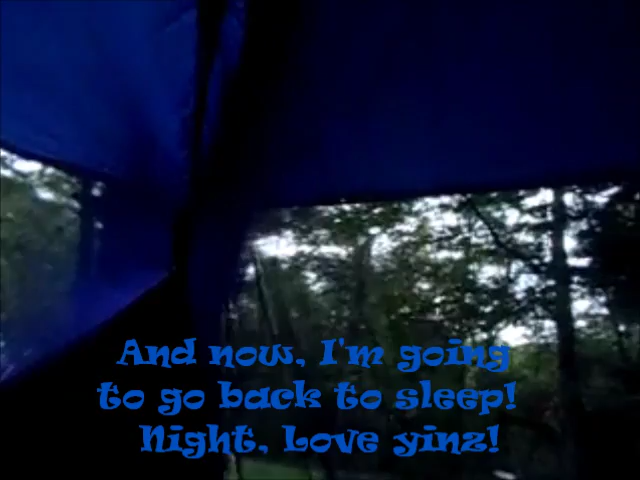 And now, I'm going
to go back to sleep!
Night, Love yinz!